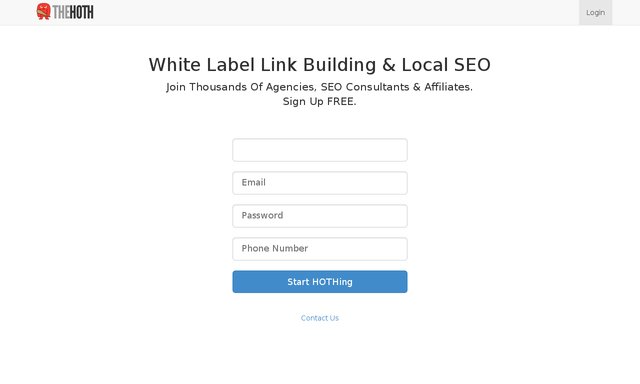 THEHOTH
Login
White Label Link Building & Local SEO
Join Thousands Of Agencies, SEO Consultants & Affiliates.
Sign Up FREE.
Email
Password
Phone Number
Start HOTHing
Contact Us